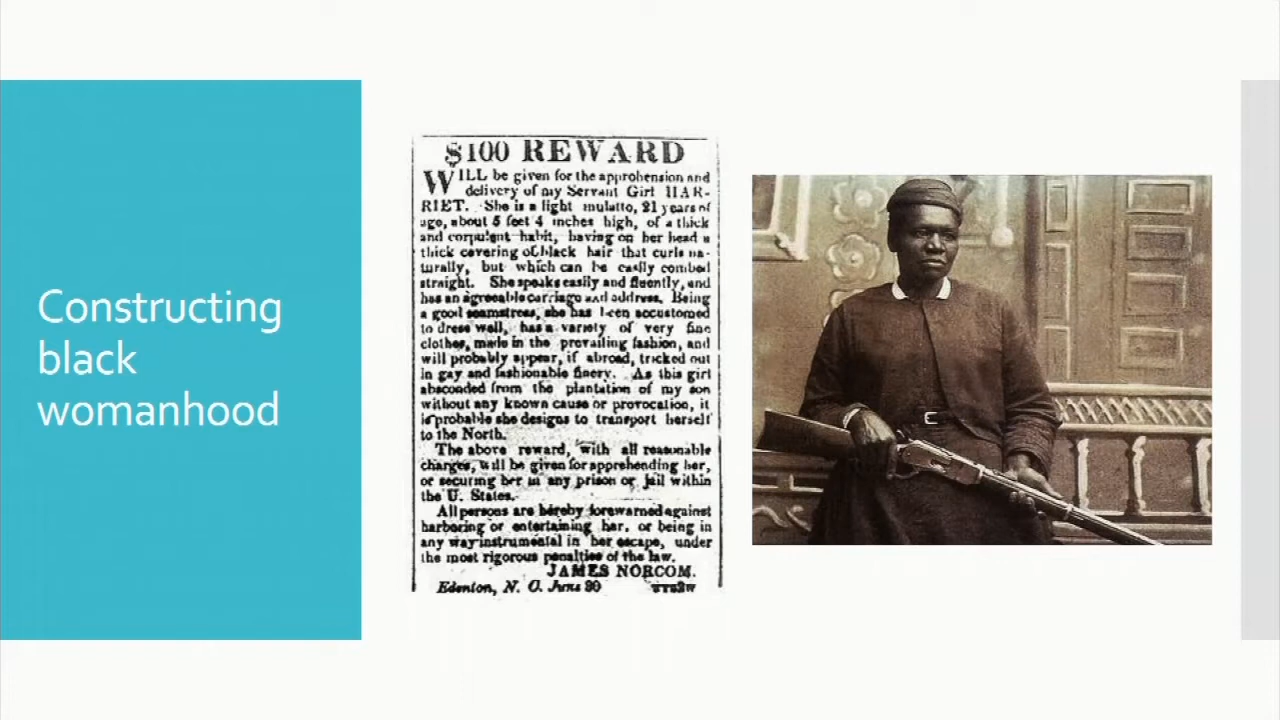 Constructing
black
womanhood
$100 REWARD
WILL be given for the apprehension and
delivery of my Servant Girl HAR-
RIET. She is a light mulatto, 21 years of
age, about 5 feet 4 inches high, of a thick
and corpulent habit, having on her head a
thick covering of black hair that curls na-
turally, but which can be easily combed
straight. She speaks easily and fluently, and
has an agreeable carriage and address. Being
a good seamstress, she has been accustomed
to dress well, has a variety of very fine
clothes, made in the prevailing fashion, and
will probably appear, if abroad, tricked out
in gay and fashionable finery. As this girl
absconded from the plantation of my son
without any known cause or provocation, it
is probable she designs to transport herself
to the North.
The above reward, with all reasonable
charges, will be given for apprehending her,
or securing her in any prison or jail within
the U. States.
All persons are hereby forewarned against
harboring or entertaining her, or being in
any way instrumental in her escape, under
the most rigorous penalties of the law.
JAMES NORCOM.
Edenton, N. C. June 30